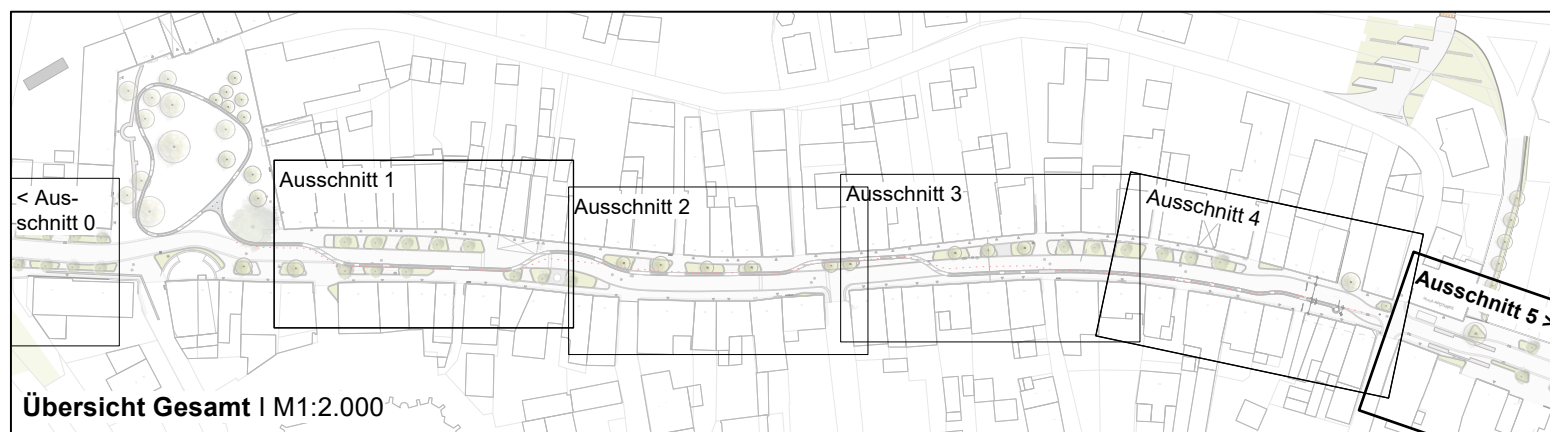 < Aus-
schnitt 0
Ausschnitt 1
Ausschnitt 2
Ausschnitt 3
Ausschnitt 4
Ausschnitt 5 >
Übersicht Gesamt I M1:2.000